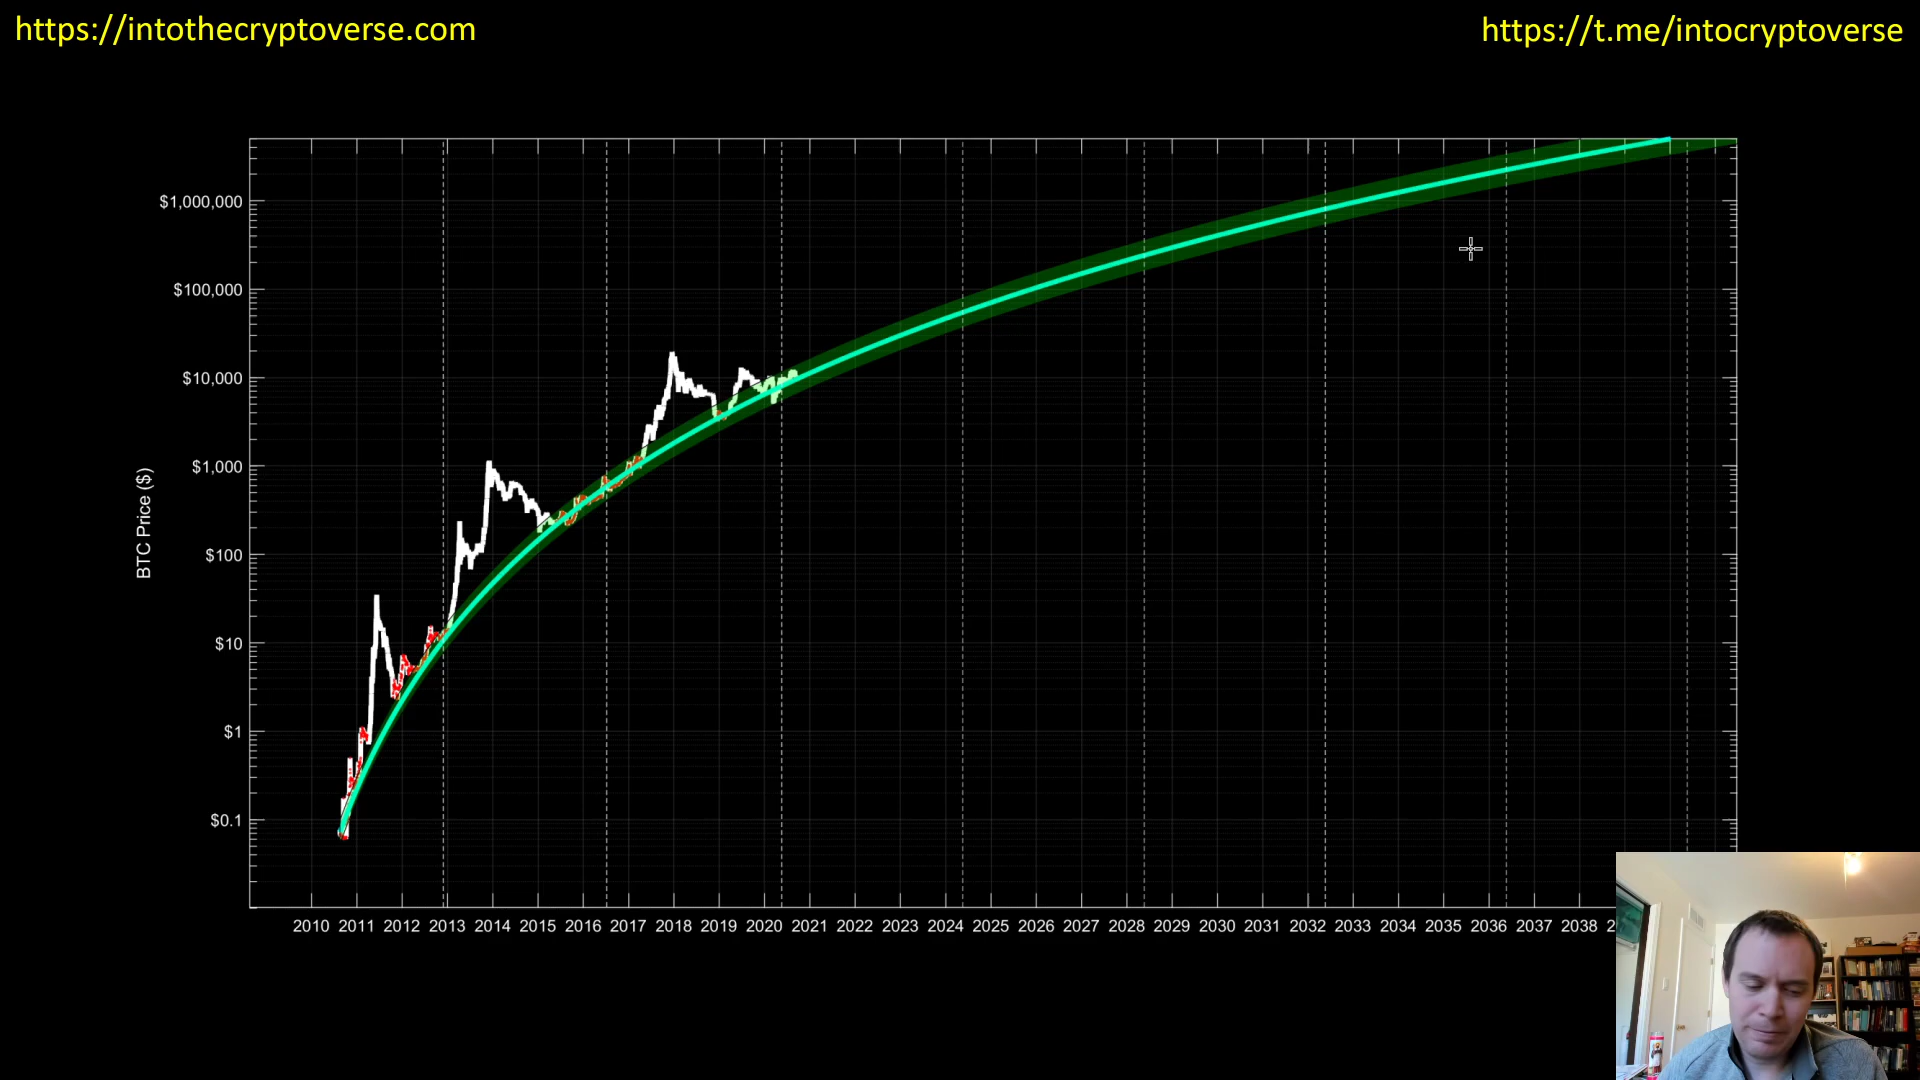 https://intothecryptoverse.com
https://t.me/intocryptoverse
$1,000,000
$100,000
$10,000
$1,000
$100
$10
$1
$0.1
BTC Price ($)
2010 2011 2012 2013 2014 2015 2016 2017 2018 2019 2020 2021 2022 2023 2024 2025 2026 2027 2028 2029 2030 2031 2032 2033 2034 2035 2036 2037 2038